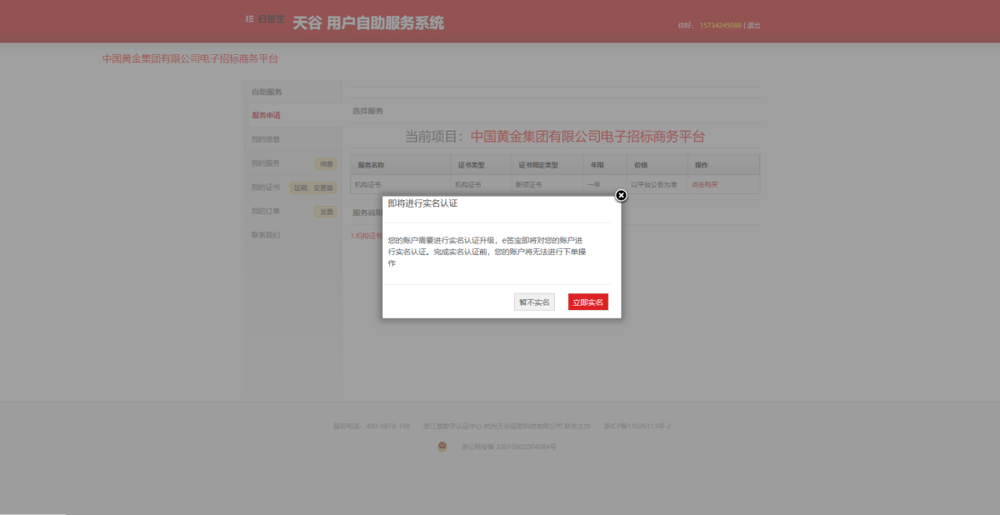 E 已签宝 天谷 用户自助服务系统
你好， 15734245088 | 退出
中国黄金集团有限公司电子招标商务平台
自助服务
服务申请
我的信息
我的服务 续费
我的证书 延期、变更等
我的订单 发票
联系我们
选择服务
当前项目：中国黄金集团有限公司电子招标商务平台
服务名称 证书类型 证书绑定类型 年限 价格 操作
机构证书 机构证书 新领证书 一年 以平台公告为准 点击购买
服务说明
1.机构证书
即将进行实名认证
您的账户需要进行实名认证升级，e签宝即将对您的账户进
行实名认证。完成实名认证前，您的账户将无法进行下单操
作
暂不实名 立即实名
服务电话：400-0878-198 浙江省数字认证中心 杭州天谷信息科技有限公司 联合主办 浙ICP备11026113号-2
浙公网安备 33010602004084号